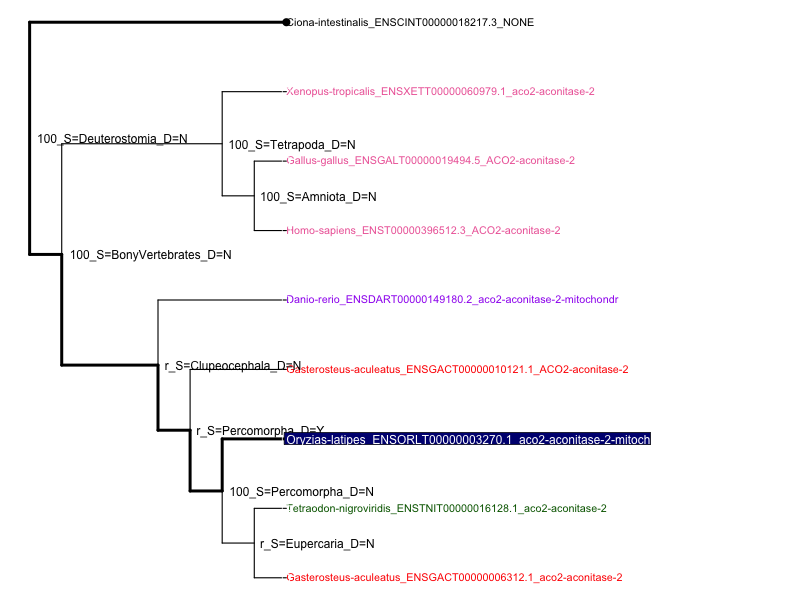 Ciona-intestinalis_ENSCINT00000018217.3_NONE
Xenopus-tropicalis_ENSXETT00000060979.1_aco2-aconitase-2
100_S=Deuterostomia_D=N
100_S=Tetrapoda_D=N
Gallus-gallus_ENSGALT00000019494.5_ACO2-aconitase-2
100_S=Amniota_D=N
Homo-sapiens_ENST00000396512.3_ACO2-aconitase-2
100_S=BonyVertebrates_D=N
Danio-rerio_ENSDART00000149180.2_aco2-aconitase-2-mitochondr
r_S=Clupeocephala_D=N
Gasterosteus-aculeatus_ENSGACT00000010121.1_ACO2-aconitase-2
r_S=Percomorpha_D=Y
Oryzias-latipes_ENSORLT00000003270.1_aco2-aconitase-2-mitoch
100_S=Percomorpha_D=N
Tetraodon-nigroviridis_ENSTNIT00000016128.1_aco2-aconitase-2
r_S=Eupercaria_D=N
Gasterosteus-aculeatus_ENSGACT00000006312.1_aco2-aconitase-2